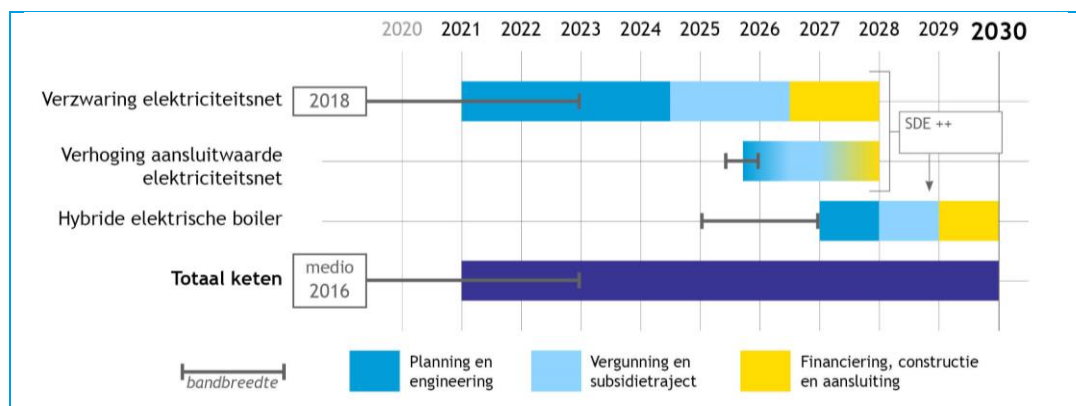 2020 2021 2022 2023 2024 2025 2026 2027 2028 2029 2030
Verzwaring elektriciteitsnet
2018
SDE ++
Verhoging aansluitwaarde
elektriciteitsnet
Hybride elektrische boiler
Totaal keten
medio
2016
bandbreedte
Planning en
engineering
Vergunning en
subsidietraject
Financiering, constructie
en aansluiting